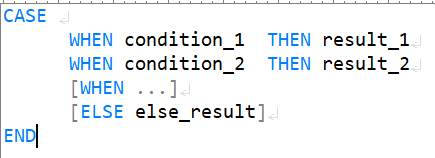 CASE
WHEN condition_1 THEN result_1
WHEN condition_2 THEN result_2
[WHEN ...]
[ELSE else_result]
END